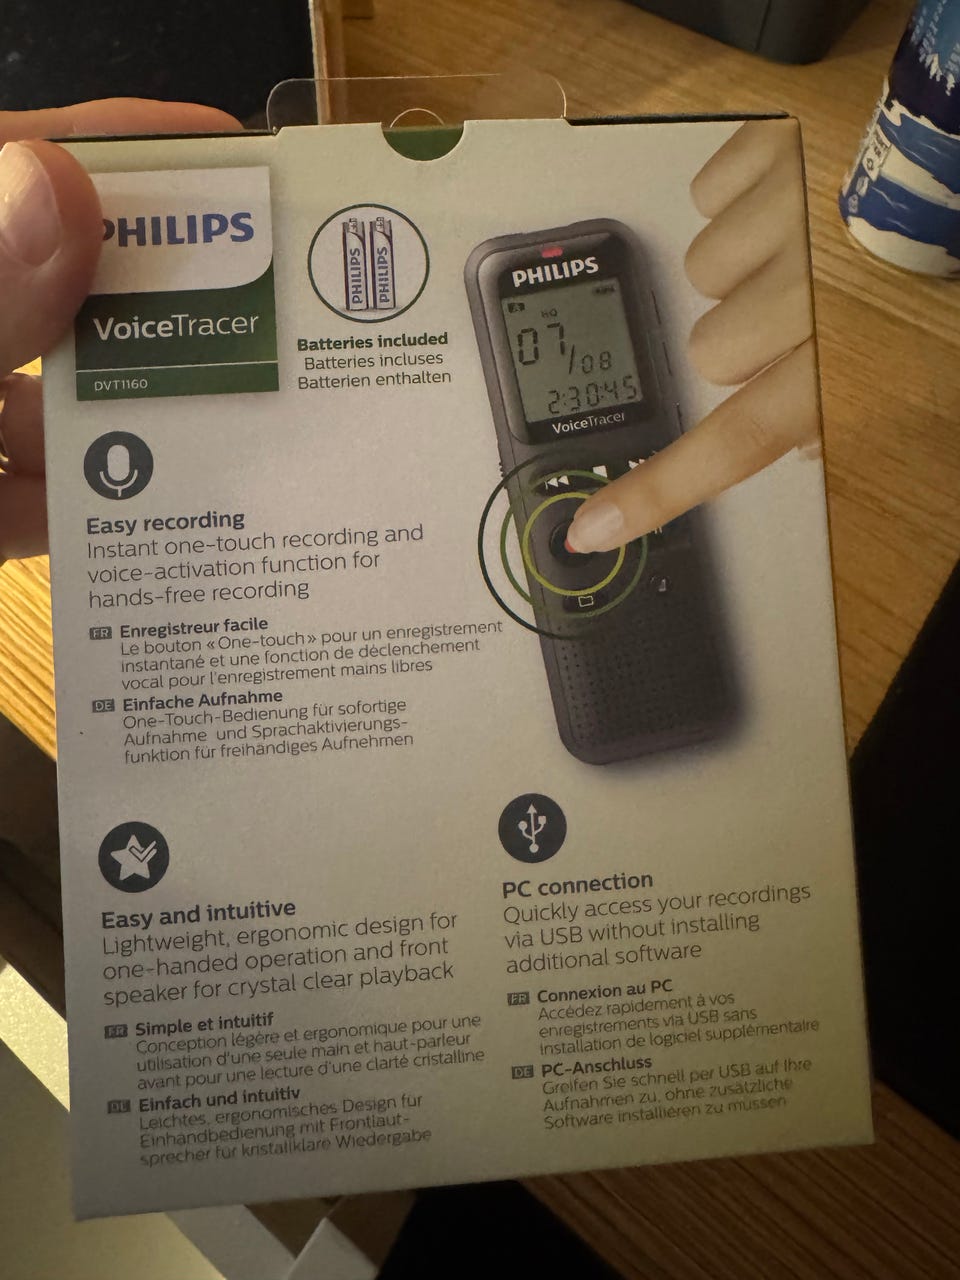 PHILIPS
VoiceTracer
DVT1160
PHILIPS
PHILIPS
Batteries included
Batteries incluses
Batterien enthalten
PHILIPS
HQ
07
/08
2:30:45
VoiceTracer
Easy recording
Instant one-touch recording and
voice-activation function for
hands-free recording
FR Enregistreur facile
Le bouton «One-touch» pour un enregistrement
instantané et une fonction de déclenchement
vocal pour l'enregistrement mains libres
DE Einfache Aufnahme
One-Touch-Bedienung für sofortige
Aufnahme und Sprachaktivierungs-
funktion für freihändiges Aufnehmen
Easy and intuitive
Lightweight, ergonomic design for
one-handed operation and front
speaker for crystal clear playback
FR Simple et intuitif
Conception légère et ergonomique pour une
utilisation d'une seule main et haut-parleur
avant pour une lecture d'une clarté cristalline
DE Einfach und intuitiv
Leichtes, ergonomisches Design für
Einhandbedienung mit Frontlaut-
sprecher für kristallklare Wiedergabe
PC connection
Quickly access your recordings
via USB without installing
additional software
FR Connexion au PC
Accédez rapidement à vos
enregistrements via USB sans
installation de logiciel supplémentaire
DE PC-Anschluss
Greifen Sie schnell per USB auf Ihre
Aufnahmen zu, ohne zusätzliche
Software installieren zu müssen